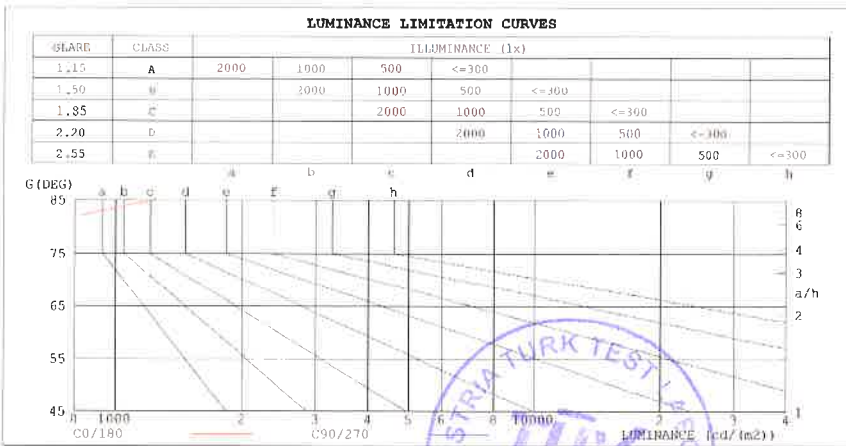 LUMINANCE LIMITATION CURVES
GLARE CLASS ILLUMINANCE (lx)
1.15 A 2000 1000 500 <=300
1.50 B 2000 1000 500 <=300
1.85 C 2000 1000 500 <=300
2.20 D 2000 1000 500 <=300
2.55 E 2000 1000 500 <=300
a b c d e f g h
G(DEG) a b c d e f g h
85 8
6
75 4
3
65 a/h
2
55
45 1
8 1000 2 3 4 5 6 8 10000 2 3 4
C0/180 C90/270 LUMINANCE (cd/(m2))
STRIA TURK TEST